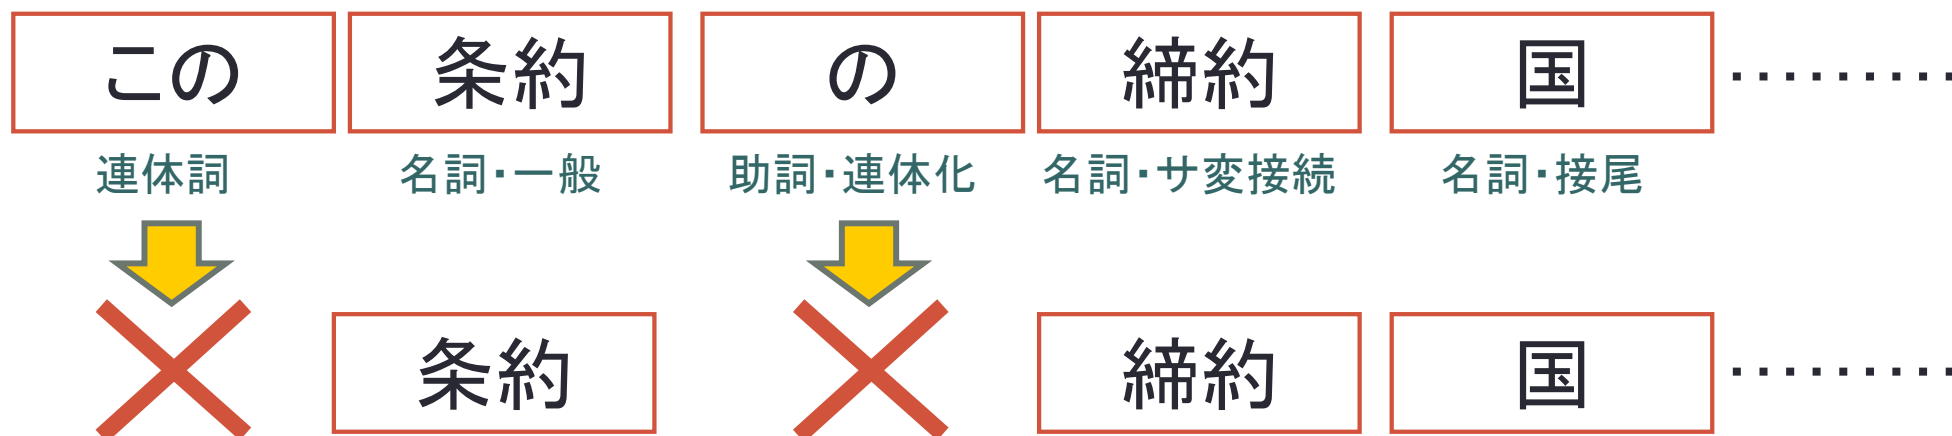 この 条約 の 締約 国 ・・・・・・・・・
連体詞 名詞・一般 助詞・連体化 名詞・サ変接続 名詞・接尾
条約 締約 国 ・・・・・・・・・